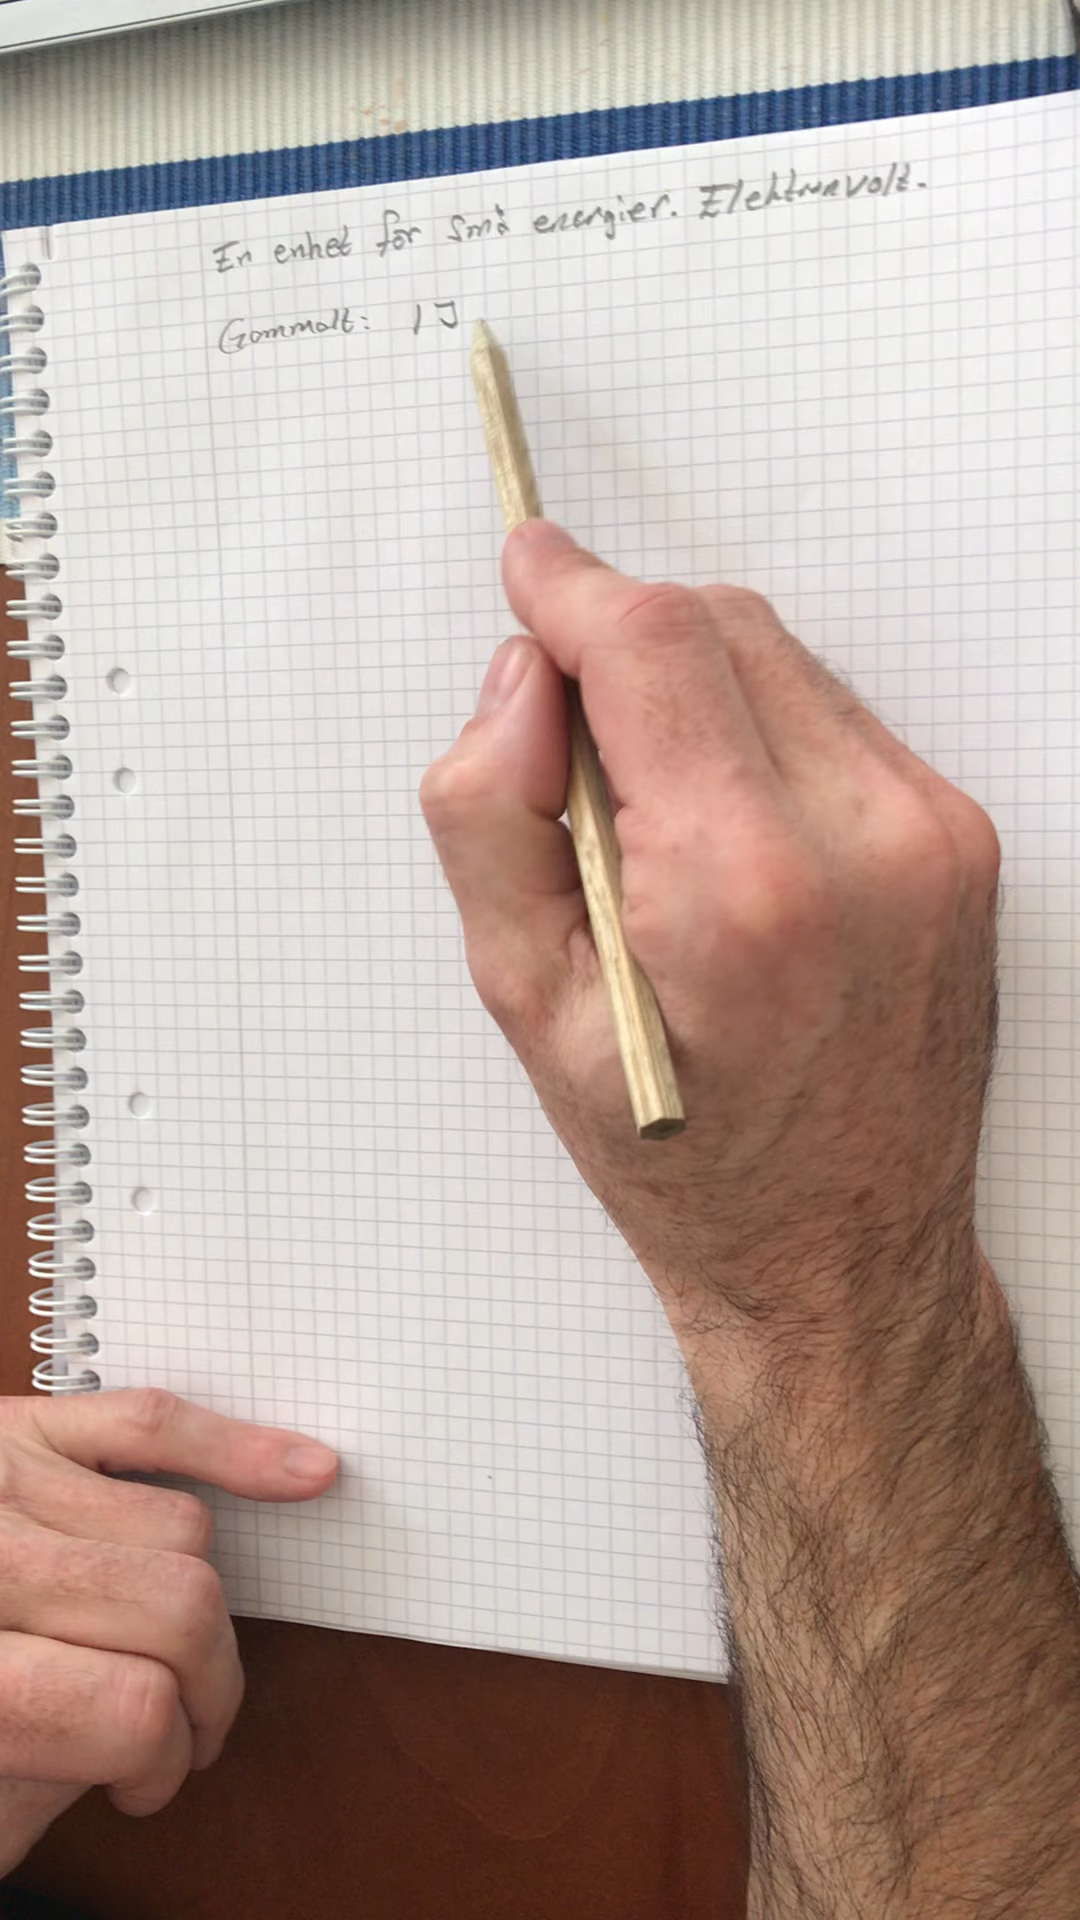 En enhet för små energier. Elektronvolt.
Gammalt: 1 J